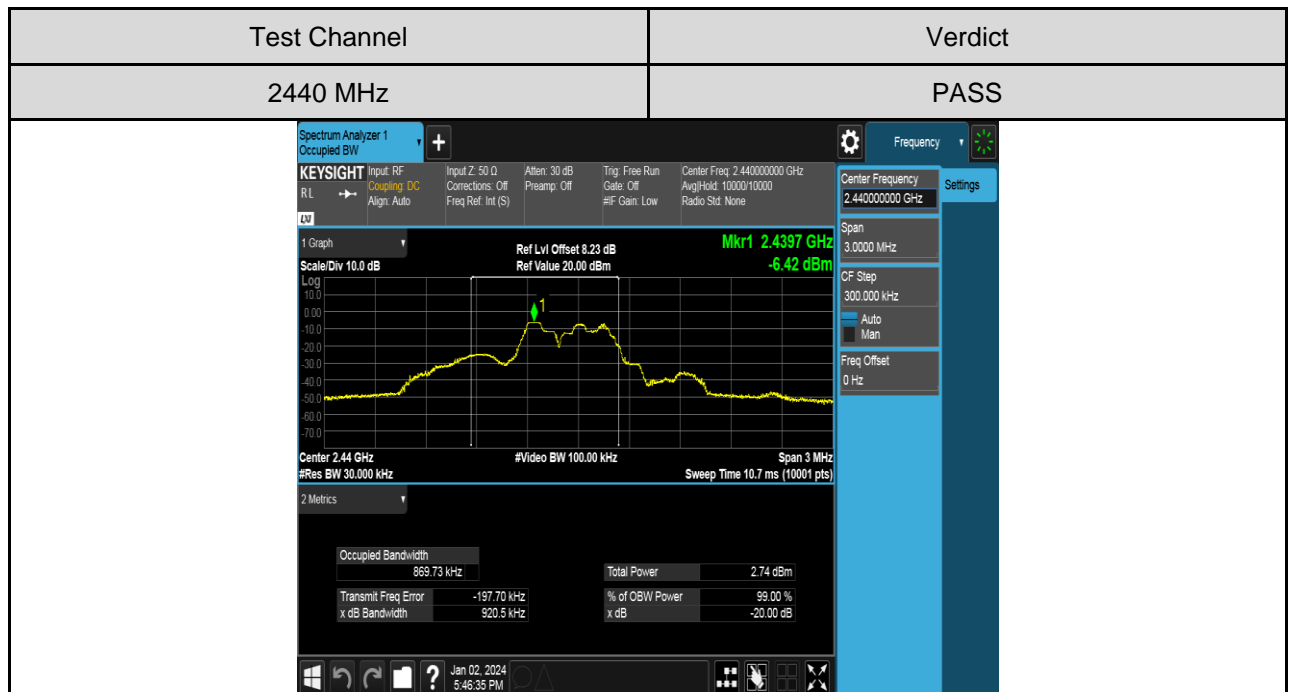 Test Channel Verdict
2440 MHz PASS
Spectrum Analyzer 1
Occupied BW
+
Frequency
KEYSIGHT
RL
LXI
Input: RF
Coupling: DC
Align: Auto
Input Z: 50 Ω
Corrections: Off
Freq Ref: Int (S)
Atten: 30 dB
Preamp: Off
Trig: Free Run
Gate: Off
#IF Gain: Low
Center Freq: 2.440000000 GHz
Avg|Hold: 10000/10000
Radio Std: None
Center Frequency
2.440000000 GHz
Settings
Span
3.0000 MHz
CF Step
300.000 kHz
Auto
Man
Freq Offset
0 Hz
1 Graph
Scale/Div 10.0 dB
Ref Lvl Offset 8.23 dB
Ref Value 20.00 dBm
Mkr1 2.4397 GHz
-6.42 dBm
Log
10.0
0.00
-10.0
-20.0
-30.0
-40.0
-50.0
-60.0
-70.0
1
Center 2.44 GHz #Video BW 100.00 kHz Span 3 MHz
#Res BW 30.000 kHz Sweep Time 10.7 ms (10001 pts)
2 Metrics
Occupied Bandwidth
869.73 kHz
Total Power 2.74 dBm
Transmit Freq Error -197.70 kHz % of OBW Power 99.00 %
x dB Bandwidth 920.5 kHz x dB -20.00 dB
?
Jan 02, 2024
5:46:35 PM